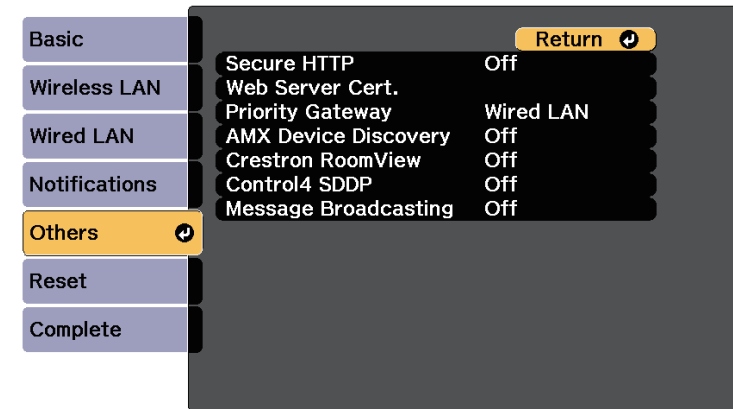 Basic
Wireless LAN
Wired LAN
Notifications
Others
Reset
Complete
Return
Secure HTTP Off
Web Server Cert.
Priority Gateway Wired LAN
AMX Device Discovery Off
Crestron RoomView Off
Control4 SDDP Off
Message Broadcasting Off